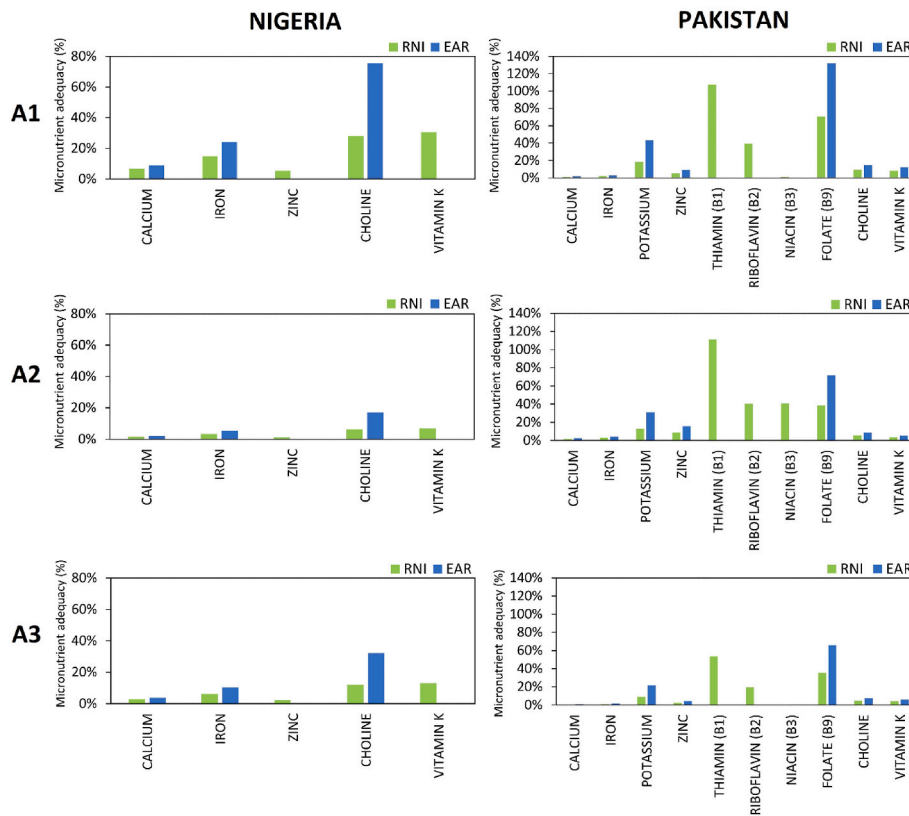 NIGERIA
PAKISTAN
A1
Micronutrient adequacy (%)
RNI EAR
80%
60%
40%
20%
0%
CALCIUM
IRON
ZINC
CHOLINE
VITAMIN K
Micronutrient adequacy (%)
RNI EAR
140%
120%
100%
80%
60%
40%
20%
0%
CALCIUM
IRON
POTASSIUM
ZINC
THIAMIN (B1)
RIBOFLAVIN (B2)
NIACIN (B3)
FOLATE (B9)
CHOLINE
VITAMIN K
A2
Micronutrient adequacy (%)
RNI EAR
80%
60%
40%
20%
0%
CALCIUM
IRON
ZINC
CHOLINE
VITAMIN K
Micronutrient adequacy (%)
RNI EAR
140%
120%
100%
80%
60%
40%
20%
0%
CALCIUM
IRON
POTASSIUM
ZINC
THIAMIN (B1)
RIBOFLAVIN (B2)
NIACIN (B3)
FOLATE (B9)
CHOLINE
VITAMIN K
A3
Micronutrient adequacy (%)
RNI EAR
80%
60%
40%
20%
0%
CALCIUM
IRON
ZINC
CHOLINE
VITAMIN K
Micronutrient adequacy (%)
RNI EAR
140%
120%
100%
80%
60%
40%
20%
0%
CALCIUM
IRON
POTASSIUM
ZINC
THIAMIN (B1)
RIBOFLAVIN (B2)
NIACIN (B3)
FOLATE (B9)
CHOLINE
VITAMIN K